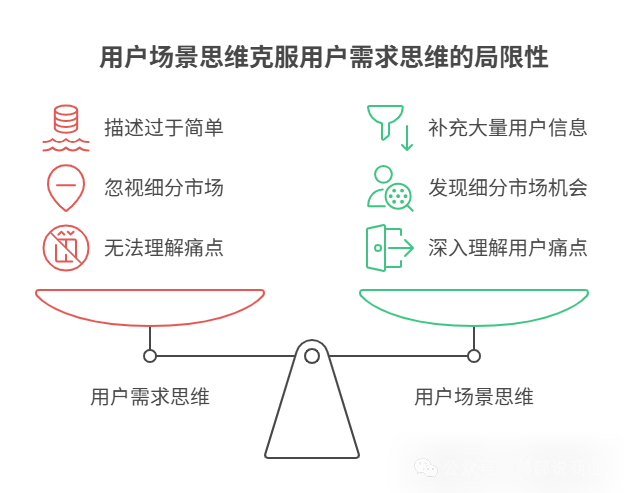 用户场景思维克服用户需求思维的局限性
描述过于简单
补充大量用户信息
忽视细分市场
发现细分市场机会
无法理解痛点
深入理解用户痛点
用户需求思维
用户场景思维